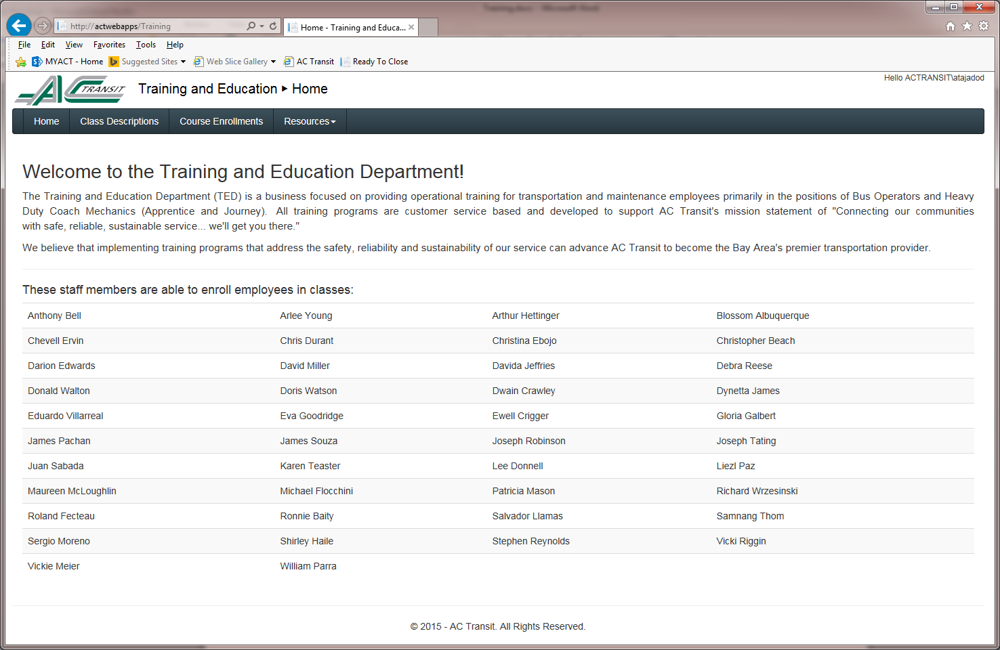 Training.docx - Microsoft Word
http://actwebapps/Training
Home - Training and Educa...
File Edit View Favorites Tools Help
MYACT - Home Suggested Sites Web Slice Gallery AC Transit Ready To Close
AC TRANSIT Training and Education Home
Hello ACTRANSIT\atajadod
Home Class Descriptions Course Enrollments Resources
Welcome to the Training and Education Department!
The Training and Education Department (TED) is a business focused on providing operational training for transportation and maintenance employees primarily in the positions of Bus Operators and Heavy
Duty Coach Mechanics (Apprentice and Journey). All training programs are customer service based and developed to support AC Transit's mission statement of "Connecting our communities
with safe, reliable, sustainable service... we'll get you there."
We believe that implementing training programs that address the safety, reliability and sustainability of our service can advance AC Transit to become the Bay Area's premier transportation provider.
These staff members are able to enroll employees in classes:
Anthony Bell Arlee Young Arthur Hettinger Blossom Albuquerque
Chevell Ervin Chris Durant Christina Ebojo Christopher Beach
Darion Edwards David Miller Davida Jeffries Debra Reese
Donald Walton Doris Watson Dwain Crawley Dynetta James
Eduardo Villarreal Eva Goodridge Ewell Crigger Gloria Galbert
James Pachan James Souza Joseph Robinson Joseph Tating
Juan Sabada Karen Teaster Lee Donnell Liezl Paz
Maureen McLoughlin Michael Flocchini Patricia Mason Richard Wrzesinski
Roland Fecteau Ronnie Baity Salvador Llamas Samnang Thom
Sergio Moreno Shirley Haile Stephen Reynolds Vicki Riggin
Vickie Meier William Parra
© 2015 - AC Transit. All Rights Reserved.